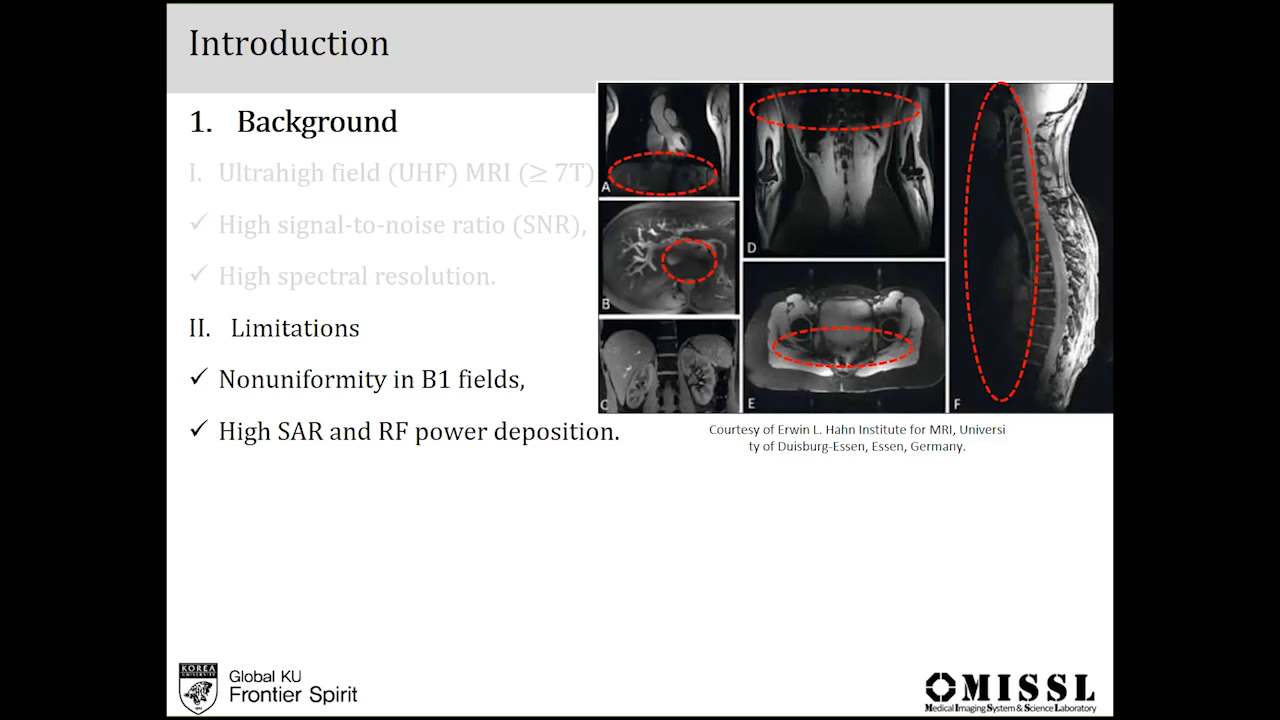 Introduction
1. Background
I. Ultrahigh field (UHF) MRI (≥ 7T)
✓ High signal-to-noise ratio (SNR),
✓ High spectral resolution.
II. Limitations
✓ Nonuniformity in B1 fields,
✓ High SAR and RF power deposition.
A
B
C
D
E
F
Courtesy of Erwin L. Hahn Institute for MRI, Universi
ty of Duisburg-Essen, Essen, Germany.
KOREA
UNIVERSITY
Global KU
Frontier Spirit
MISSL
Medical Imaging System & Science Laboratory